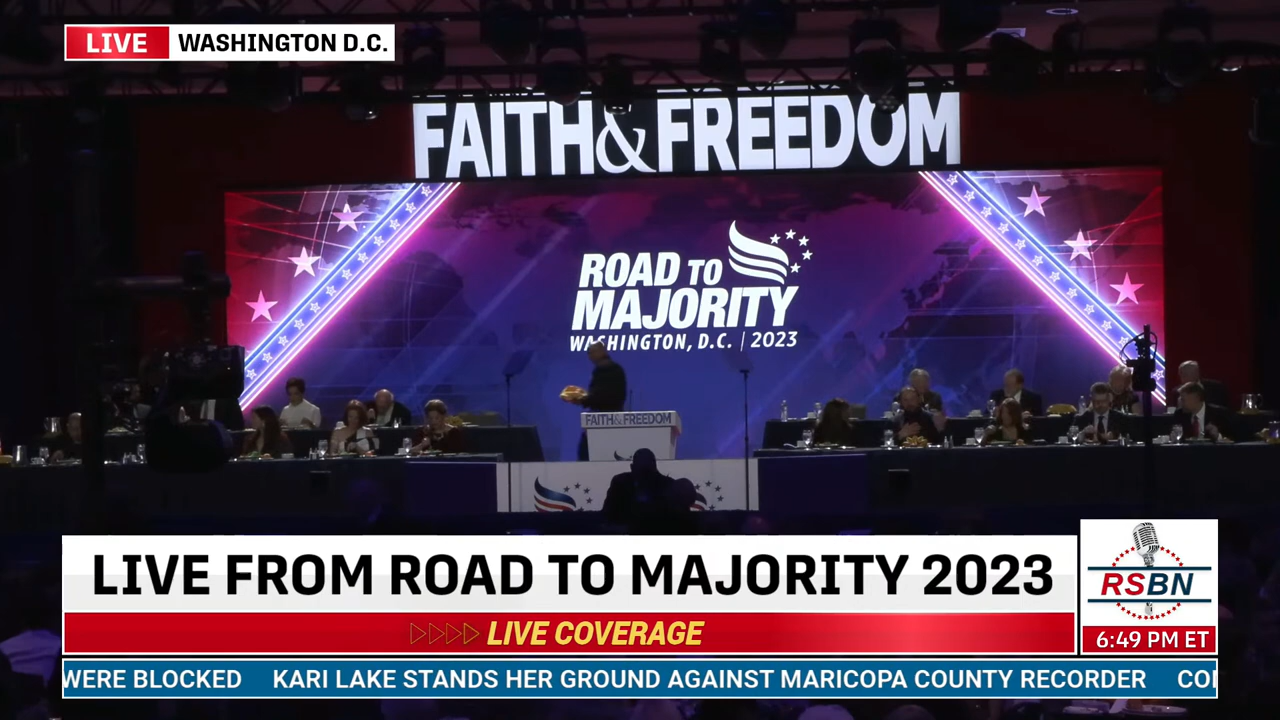 LIVE WASHINGTON D.C.
FAITH&FREEDOM
ROAD TO
MAJORITY
WASHINGTON, D.C. | 2023
FAITH&FREEDOM
LIVE FROM ROAD TO MAJORITY 2023
LIVE COVERAGE
RSBN
6:49 PM ET
WERE BLOCKED KARI LAKE STANDS HER GROUND AGAINST MARICOPA COUNTY RECORDER